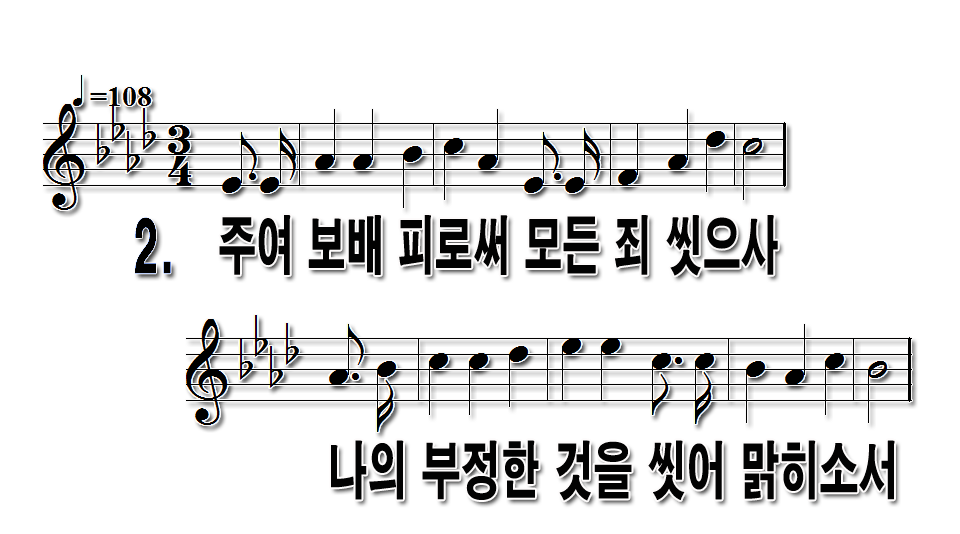 ♩=108
3
4
2. 주여 보배 피로써 모든 죄 씻으사
나의 부정한 것을 씻어 맑히소서